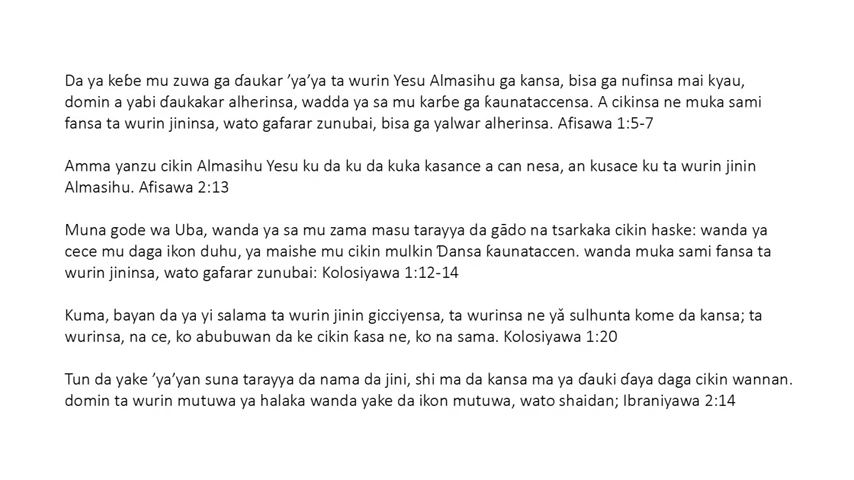 Da ya keɓe mu zuwa ga ɗaukar ’ya’ya ta wurin Yesu Almasihu ga kansa, bisa ga nufinsa mai kyau,
domin a yabi ɗaukakar alherinsa, wadda ya sa mu karɓe ga ƙaunataccensa. A cikinsa ne muka sami
fansa ta wurin jininsa, wato gafarar zunubai, bisa ga yalwar alherinsa. Afisawa 1:5-7
Amma yanzu cikin Almasihu Yesu ku da ku da kuka kasance a can nesa, an kusace ku ta wurin jinin
Almasihu. Afisawa 2:13
Muna gode wa Uba, wanda ya sa mu zama masu tarayya da gādo na tsarkaka cikin haske: wanda ya
cece mu daga ikon duhu, ya maishe mu cikin mulkin Ɗansa ƙaunataccen. wanda muka sami fansa ta
wurin jininsa, wato gafarar zunubai: Kolosiyawa 1:12-14
Kuma, bayan da ya yi salama ta wurin jinin gicciyensa, ta wurinsa ne yǎ sulhunta kome da kansa; ta
wurinsa, na ce, ko abubuwan da ke cikin ƙasa ne, ko na sama. Kolosiyawa 1:20
Tun da yake ’ya’yan suna tarayya da nama da jini, shi ma da kansa ma ya ɗauki ɗaya daga cikin wannan.
domin ta wurin mutuwa ya halaka wanda yake da ikon mutuwa, wato shaidan; Ibraniyawa 2:14